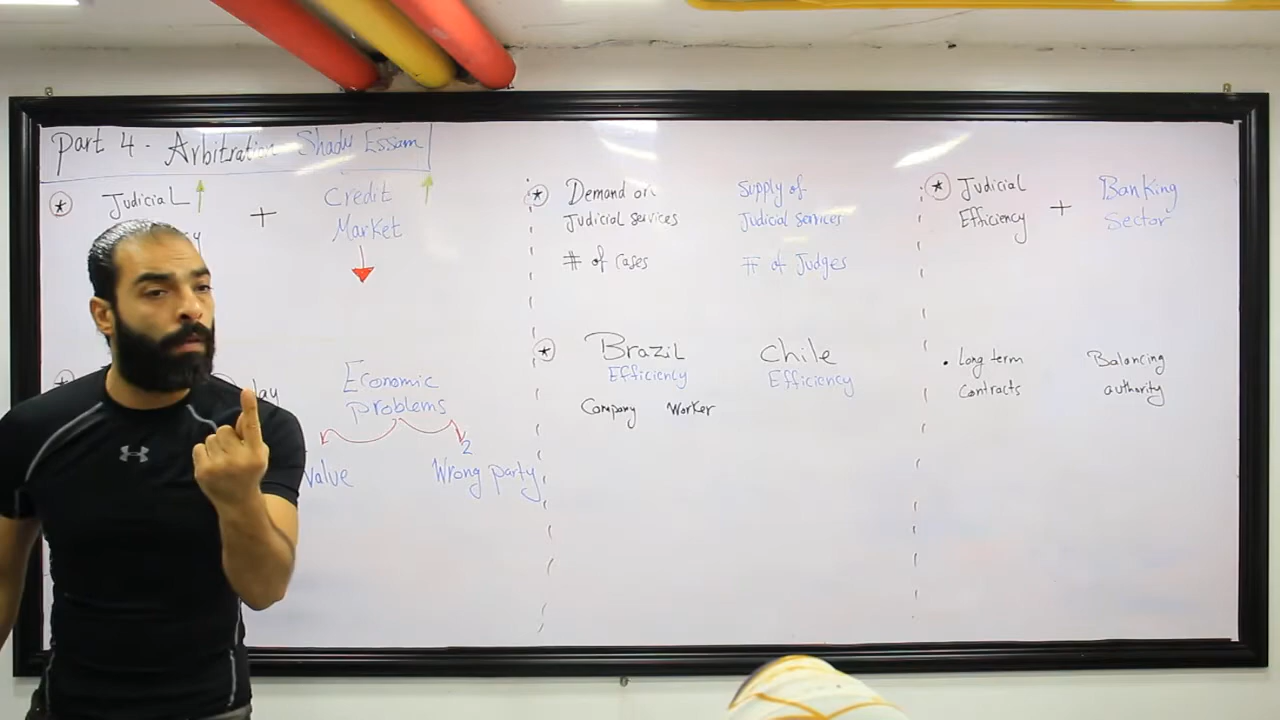 Part 4 - Arbitration Shady Essam
Judicial
+
Credit
Market
Economic
problems
Value
2
Wrong party
Demand on
Judicial services
# of cases
Supply of
Judicial services
# of Judges
Brazil
Efficiency
Company Worker
Chile
Efficiency
Judicial
Efficiency
+
Banking
Sector
• Long term
contracts
Balancing
authority